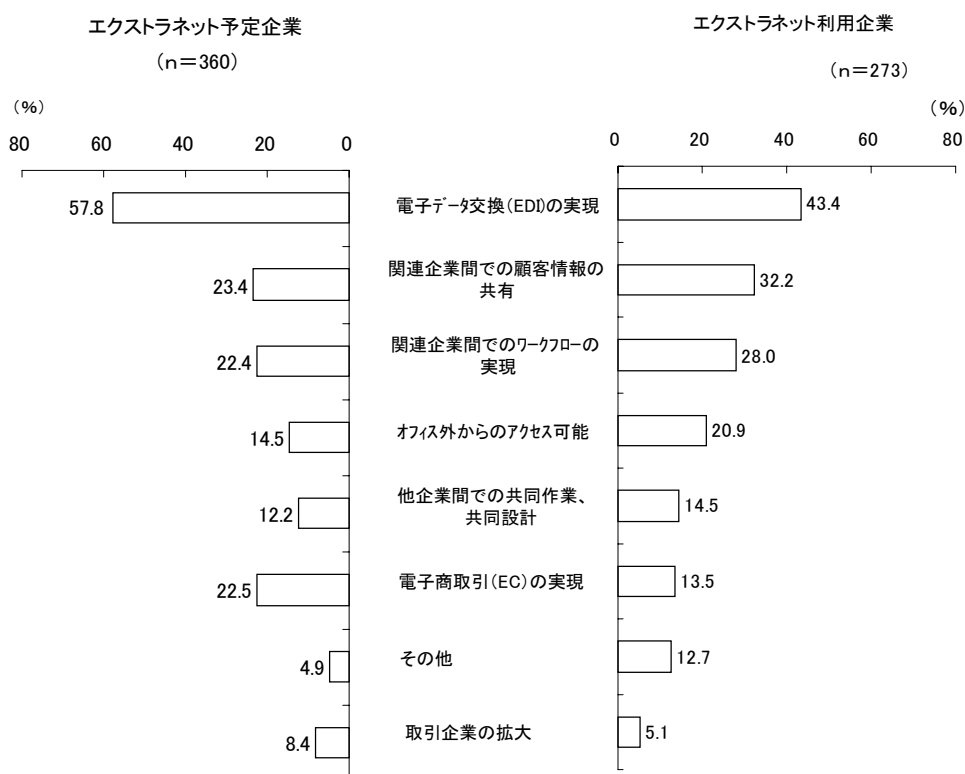 エクストラネット予定企業
（n＝360）
エクストラネット利用企業
（n＝273）
（%）
（%）
80 60 40 20 0
0 20 40 60 80
57.8 電子データ交換（EDI）の実現 43.4
関連企業間での顧客情報の
23.4 共有 32.2
関連企業間でのワークフローの
22.4 実現 28.0
14.5 オフィス外からのアクセス可能 20.9
他企業間での共同作業、
12.2 共同設計 14.5
22.5 電子商取引（EC）の実現 13.5
4.9 その他 12.7
8.4 取引企業の拡大 5.1